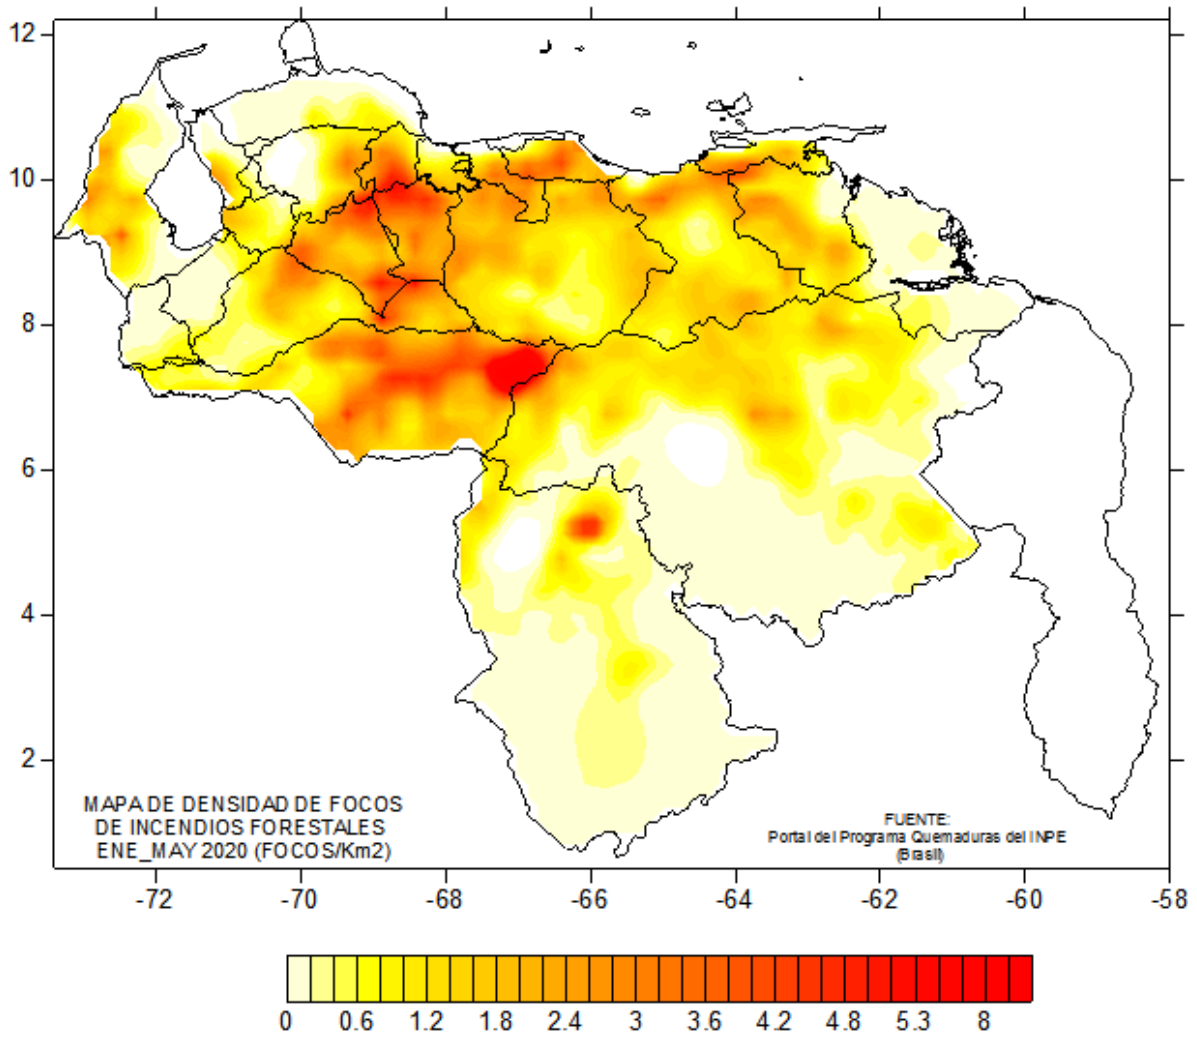 12
10
8
6
4
2
MAPA DE DENSIDAD DE FOCOS
DE INCENDIOS FORESTALES
ENE_MAY 2020 (FOCOS/Km2)
FUENTE:
Portal del Programa Quemaduras del INPE
(Brasil)
-72 -70 -68 -66 -64 -62 -60 -58
0 0.6 1.2 1.8 2.4 3 3.6 4.2 4.8 5.3 8